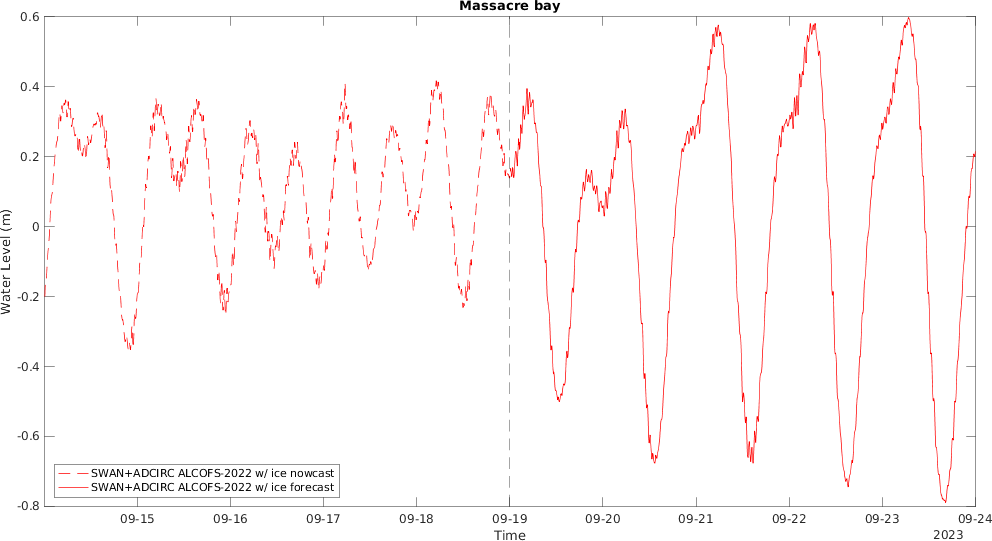 Massacre bay
0.6
0.4
0.2
0
-0.2
-0.4
-0.6
-0.8
Water Level (m)
SWAN+ADCIRC ALCOFS-2022 w/ ice nowcast
SWAN+ADCIRC ALCOFS-2022 w/ ice forecast
09-15 09-16 09-17 09-18 09-19 09-20 09-21 09-22 09-23 09-24
Time
2023